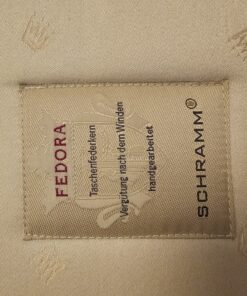 FEDORA
Taschenfederkern
Vergütung nach dem Winden
handgearbeitet
SCHRAMM®